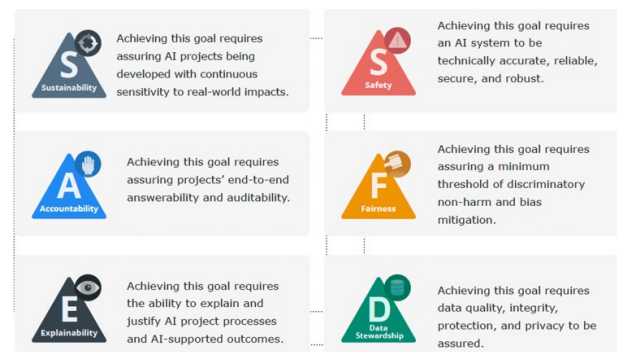 S
Sustainability
Achieving this goal requires
assuring AI projects being
developed with continuous
sensitivity to real-world impacts.
S
Safety
Achieving this goal requires
an AI system to be
technically accurate, reliable,
secure, and robust.
A
Accountability
Achieving this goal requires
assuring projects' end-to-end
answerability and auditability.
F
Fairness
Achieving this goal requires
assuring a minimum
threshold of discriminatory
non-harm and bias
mitigation.
E
Explainability
Achieving this goal requires
the ability to explain and
justify AI project processes
and AI-supported outcomes.
D
Data
Stewardship
Achieving this goal requires
data quality, integrity,
protection, and privacy to be
assured.